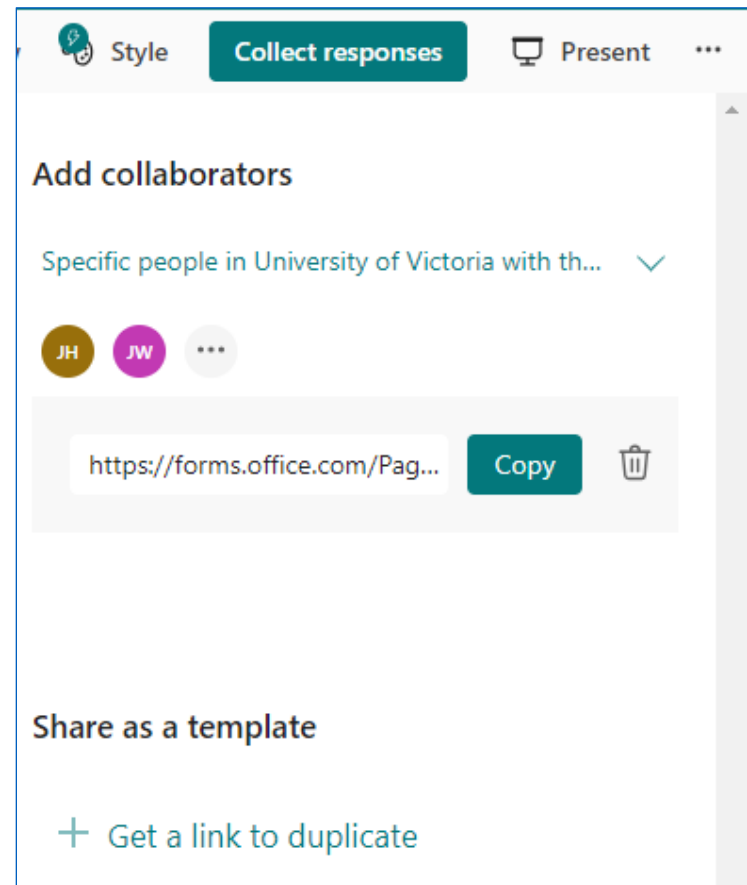 Style Collect responses Present ...
Add collaborators
Specific people in University of Victoria with th...
JH JW ...
https://forms.office.com/Pag... Copy
Share as a template
+ Get a link to duplicate